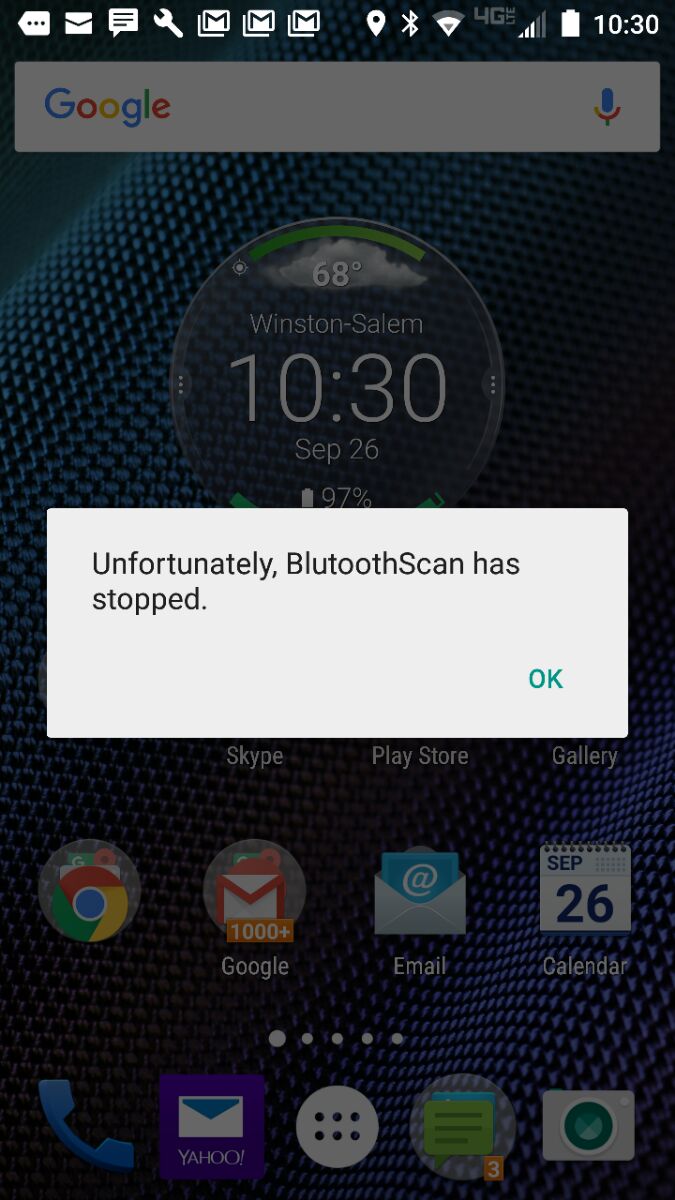 4G LTE 10:30
Google
68°
Winston-Salem
10:30
Sep 26
97%
Unfortunately, BlutoothScan has
stopped.
OK
Skype Play Store Gallery
G G @ SEP
26
1000+
Google Email Calendar
YAHOO!
3